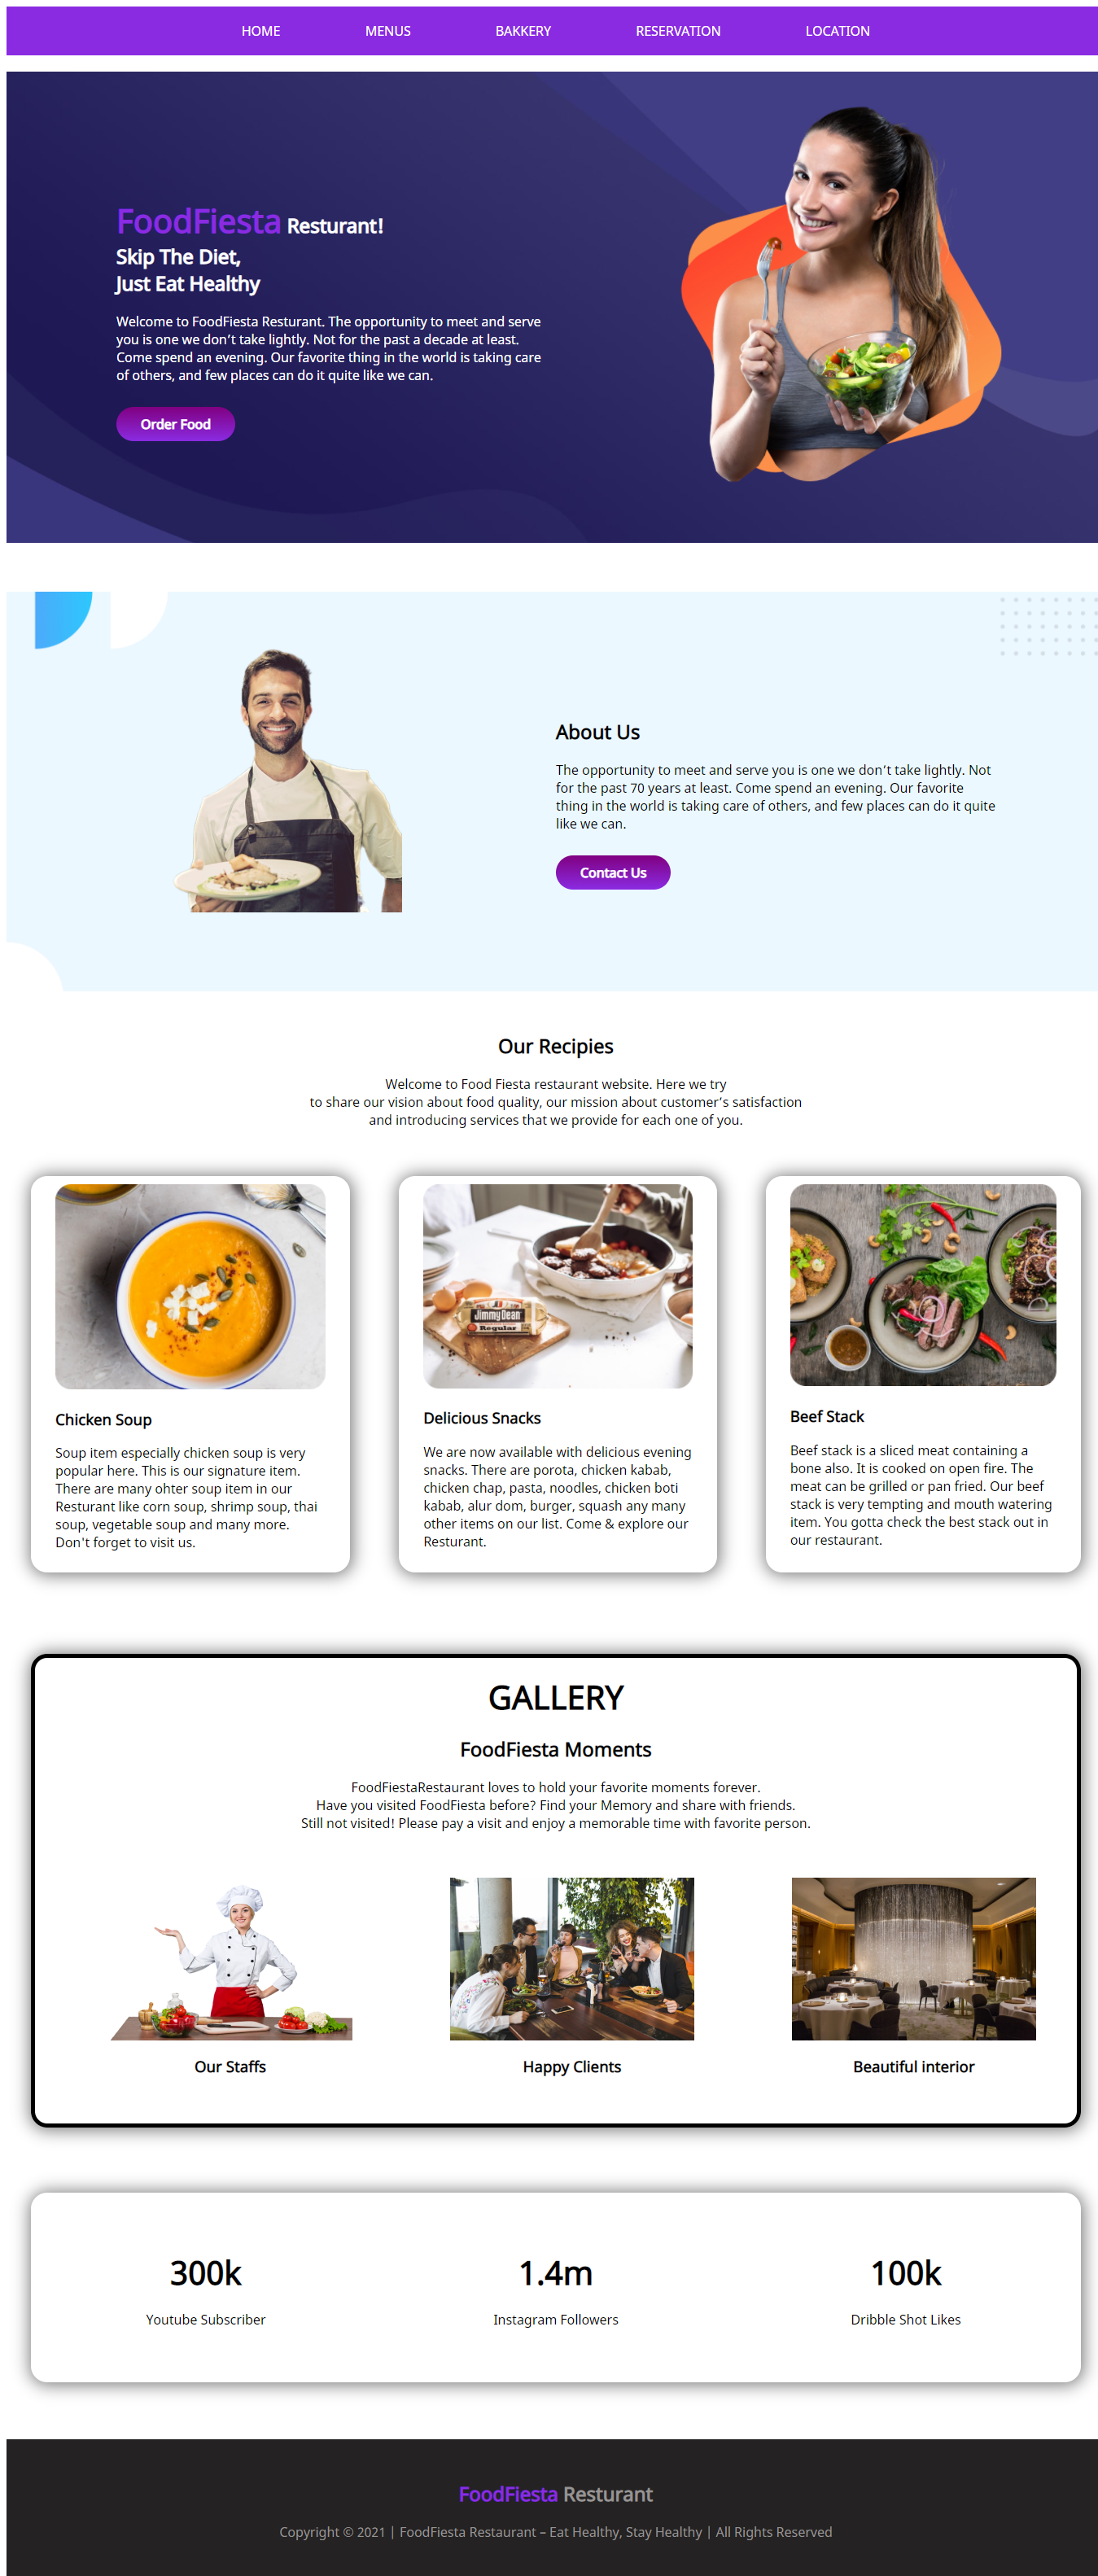 HOME MENUS BAKKERY RESERVATION LOCATION
FoodFiesta Resturant!
Skip The Diet,
Just Eat Healthy
Welcome to FoodFiesta Resturant. The opportunity to meet and serve
you is one we don’t take lightly. Not for the past a decade at least.
Come spend an evening. Our favorite thing in the world is taking care
of others, and few places can do it quite like we can.
Order Food
About Us
The opportunity to meet and serve you is one we don’t take lightly. Not
for the past 70 years at least. Come spend an evening. Our favorite
thing in the world is taking care of others, and few places can do it quite
like we can.
Contact Us
Our Recipies
Welcome to Food Fiesta restaurant website. Here we try
to share our vision about food quality, our mission about customer’s satisfaction
and introducing services that we provide for each one of you.
Jimmy Dean
Regular
Chicken Soup
Soup item especially chicken soup is very
popular here. This is our signature item.
There are many ohter soup item in our
Resturant like corn soup, shrimp soup, thai
soup, vegetable soup and many more.
Don't forget to visit us.
Delicious Snacks
We are now available with delicious evening
snacks. There are porota, chicken kabab,
chicken chap, pasta, noodles, chicken boti
kabab, alur dom, burger, squash any many
other items on our list. Come & explore our
Resturant.
Beef Stack
Beef stack is a sliced meat containing a
bone also. It is cooked on open fire. The
meat can be grilled or pan fried. Our beef
stack is very tempting and mouth watering
item. You gotta check the best stack out in
our restaurant.
GALLERY
FoodFiesta Moments
FoodFiestaRestaurant loves to hold your favorite moments forever.
Have you visited FoodFiesta before? Find your Memory and share with friends.
Still not visited! Please pay a visit and enjoy a memorable time with favorite person.
Our Staffs
Happy Clients
Beautiful interior
300k
Youtube Subscriber
1.4m
Instagram Followers
100k
Dribble Shot Likes
FoodFiesta Resturant
Copyright © 2021 | FoodFiesta Restaurant – Eat Healthy, Stay Healthy | All Rights Reserved